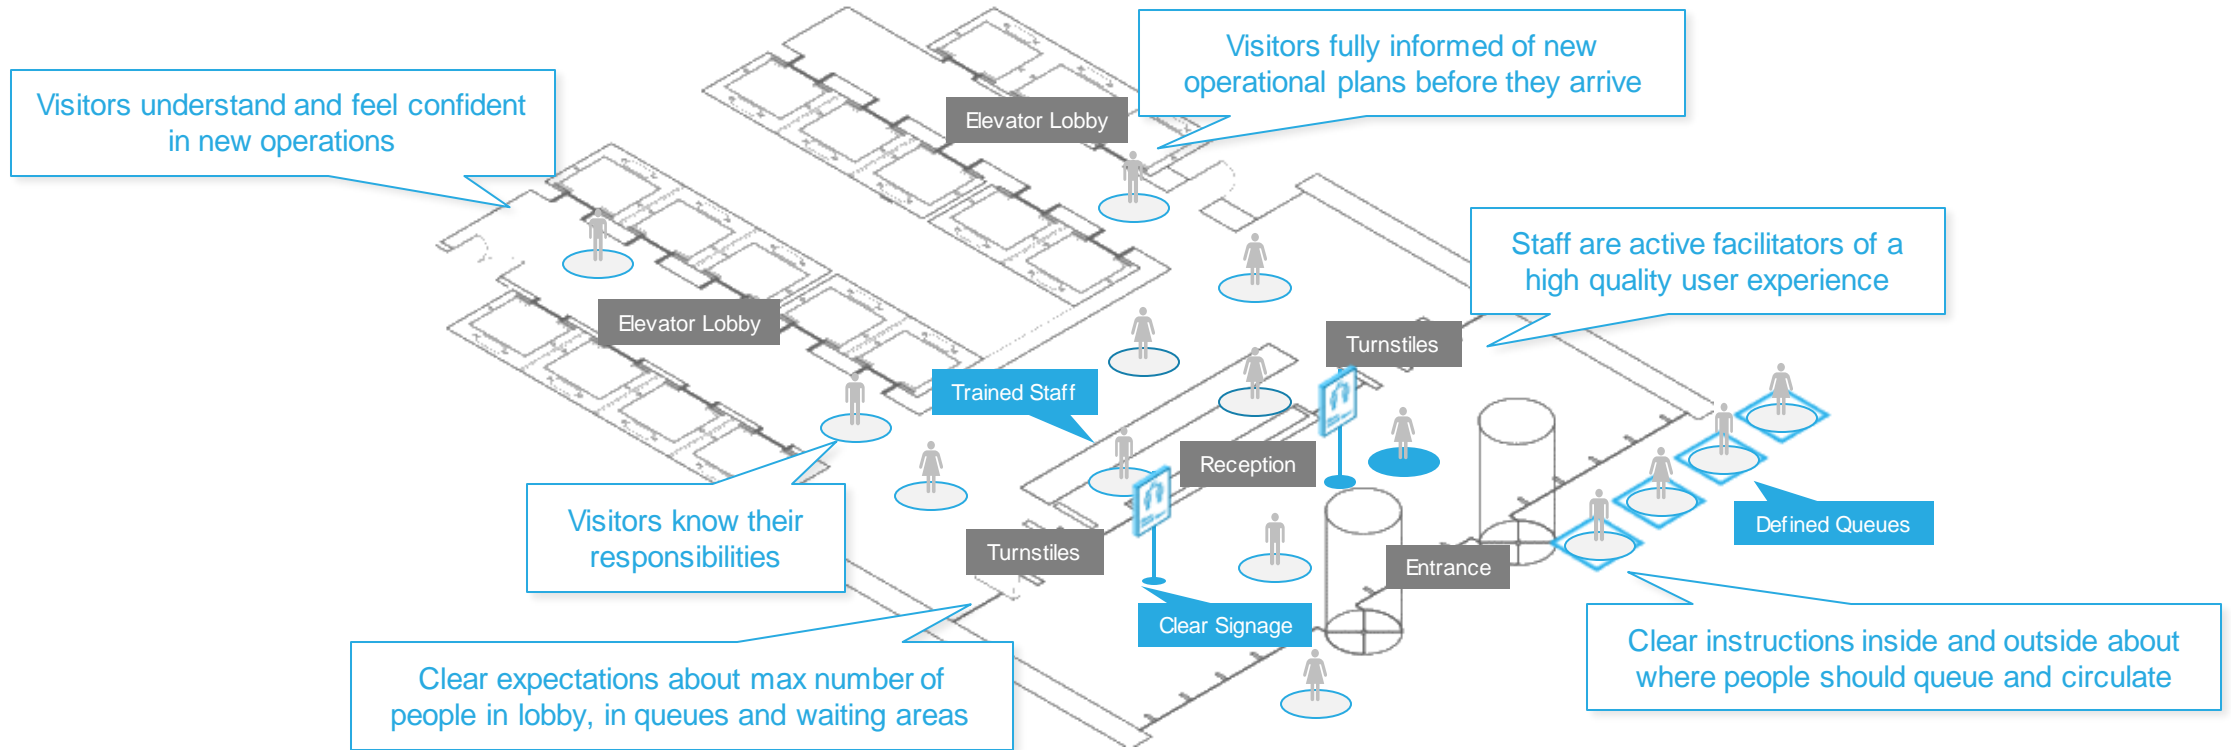 Visitors fully informed of new
operational plans before they arrive
Visitors understand and feel confident
in new operations
Elevator Lobby
Staff are active facilitators of a
high quality user experience
Elevator Lobby
Turnstiles
Trained Staff
Reception
Visitors know their
responsibilities
Defined Queues
Turnstiles
Entrance
Clear Signage
Clear instructions inside and outside about
where people should queue and circulate
Clear expectations about max number of
people in lobby, in queues and waiting areas